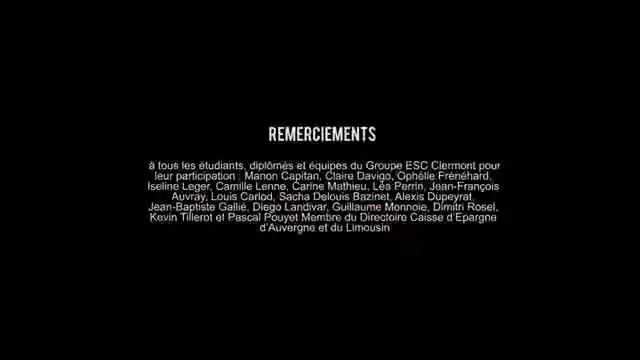 REMERCIEMENTS
à tous les étudiants, diplômés et équipes du Groupe ESC Clermont pour
leur participation : Manon Capitan, Claire Davigo, Ophélie Frénéhard,
Iseline Leger, Camille Lenne, Carine Mathieu, Léa Perrin, Jean-François
Auvray, Louis Carlod, Sacha Delouis Bazinet, Alexis Dupeyrat,
Jean-Baptiste Gallié, Diego Landivar, Guillaume Monnoie, Dimitri Rosel,
Kevin Tillerot et Pascal Pouyet Membre du Directoire Caisse d'Epargne
d'Auvergne et du Limousin